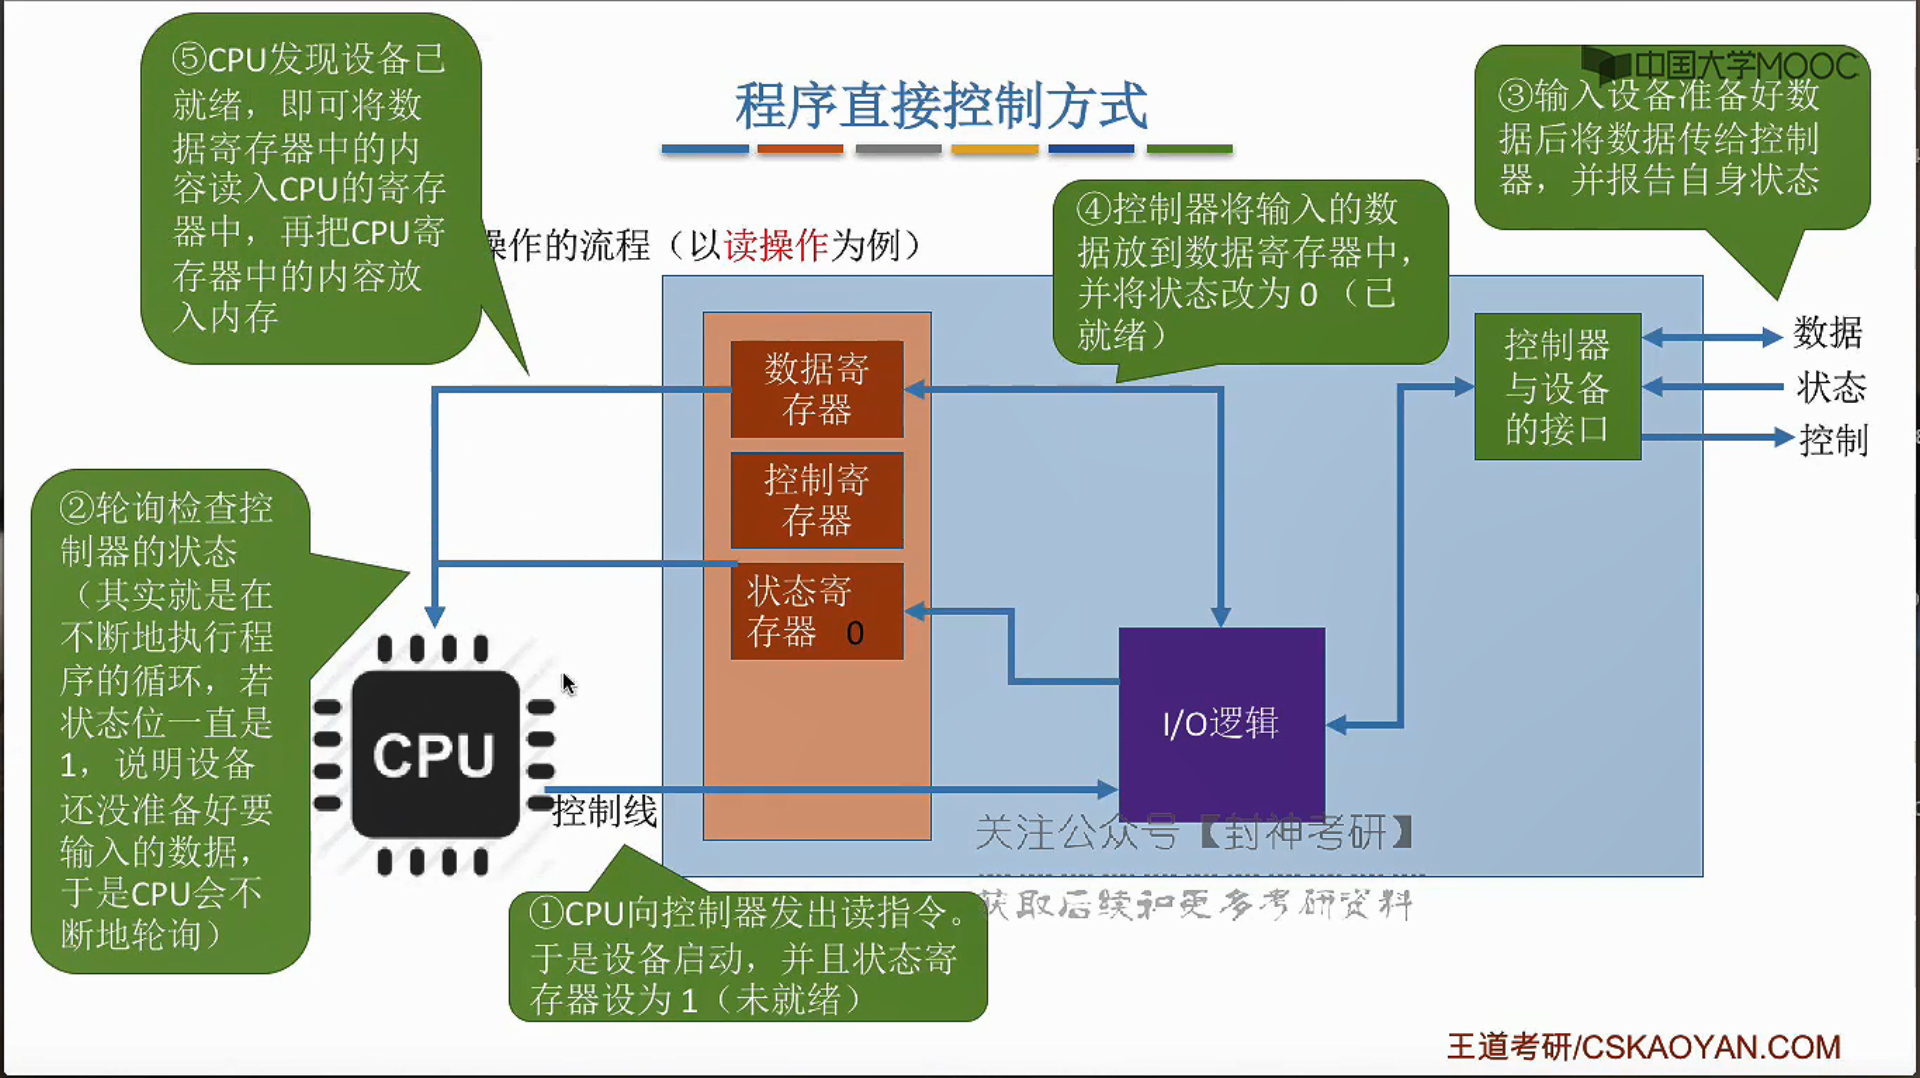 程序直接控制方式
中国大学MOOC
⑤CPU发现设备已
就绪，即可将数
据寄存器中的内
容读入CPU的寄存
器中，再把CPU寄
存器中的内容放
入内存
操作的流程（以读操作为例）
③输入设备准备好数
据后将数据传给控制
器，并报告自身状态
④控制器将输入的数
据放到数据寄存器中，
并将状态改为 0 （已
就绪）
数据寄
存器
控制寄
存器
状态寄
存器 0
控制器
与设备
的接口
数据
状态
控制
②轮询检查控
制器的状态
（其实就是在
不断地执行程
序的循环，若
状态位一直是
1，说明设备
还没准备好要
输入的数据，
于是CPU会不
断地轮询）
CPU
I/O逻辑
控制线
①CPU向控制器发出读指令。
于是设备启动，并且状态寄
存器设为 1（未就绪）
关注公众号【封神考研】
获取后续和更多考研资料
王道考研/CSKAOYAN.COM